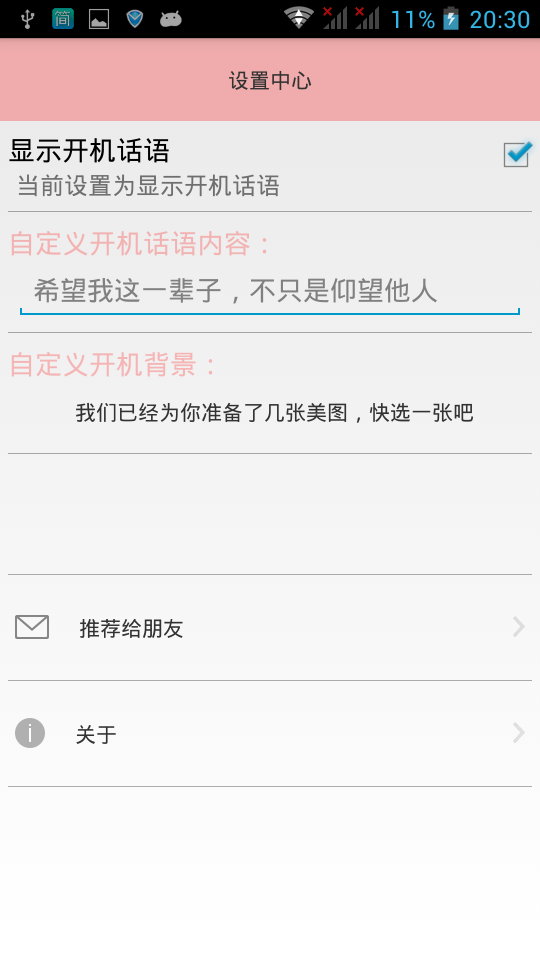 简 11% 20:30
设置中心
显示开机话语
当前设置为显示开机话语
自定义开机话语内容：
希望我这一辈子，不只是仰望他人
自定义开机背景：
我们已经为你准备了几张美图，快选一张吧
推荐给朋友
关于